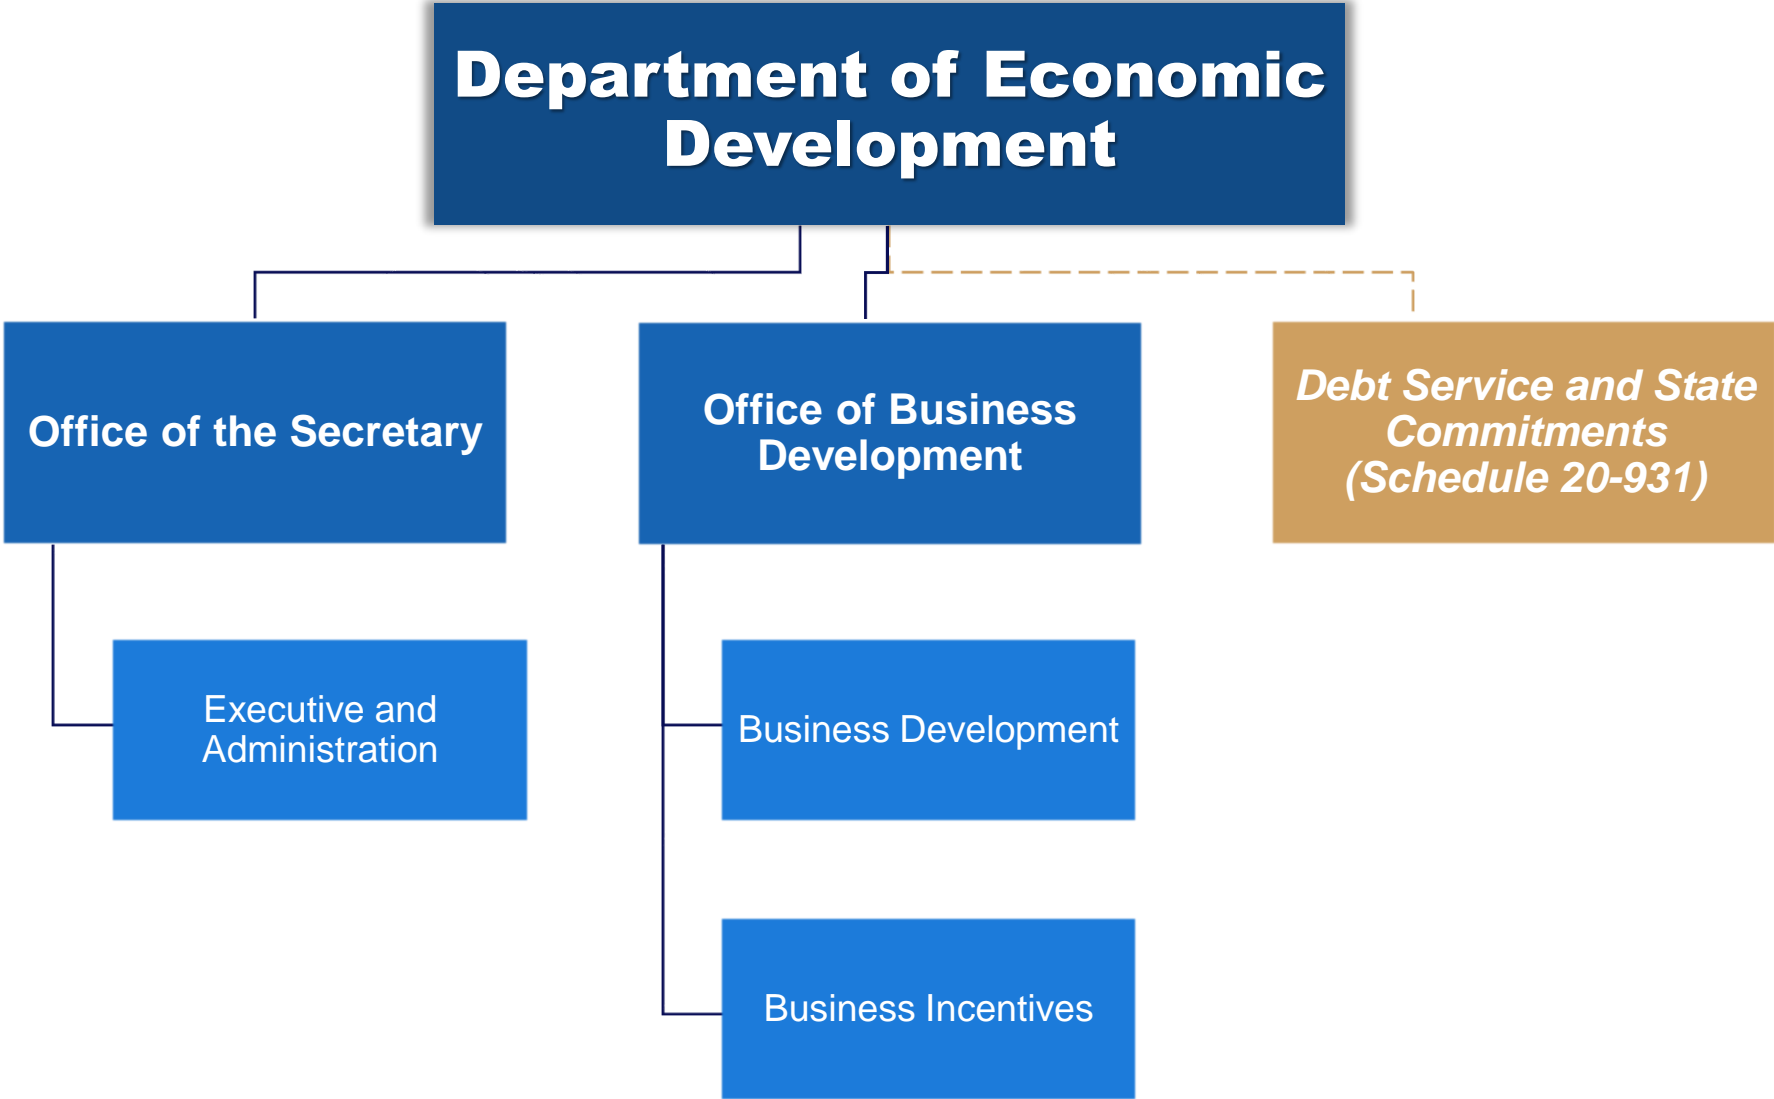 Department of Economic
Development
Office of the Secretary
Office of Business
Development
Debt Service and State
Commitments
(Schedule 20-931)
Executive and
Administration
Business Development
Business Incentives